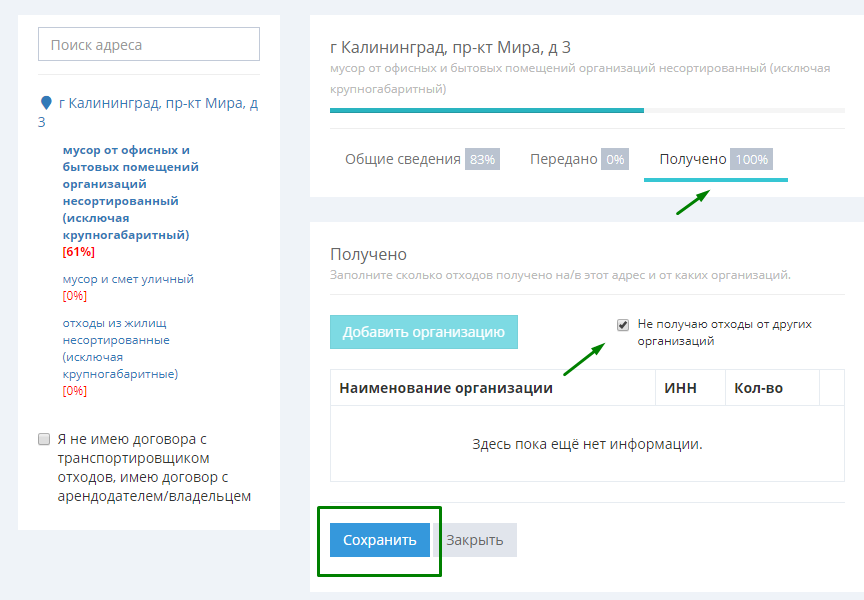 Поиск адреса
г Калининград, пр-кт Мира, д
3
мусор от офисных и
бытовых помещений
организаций
несортированный
(исключая
крупногабаритный)
[61%]
мусор и смет уличный
[0%]
отходы из жилищ
несортированные
(исключая
крупногабаритные)
[0%]
Я не имею договора с
транспортировщиком
отходов, имею договор с
арендодателем/владельцем
г Калининград, пр-кт Мира, д 3
мусор от офисных и бытовых помещений организаций несортированный (исключая
крупногабаритный)
Общие сведения 83% Передано 0% Получено 100%
Получено
Заполните сколько отходов получено на/в этот адрес и от каких организаций.
Добавить организацию
Не получаю отходы от других
организаций
Наименование организации ИНН Кол-во
Здесь пока ещё нет информации.
Сохранить Закрыть